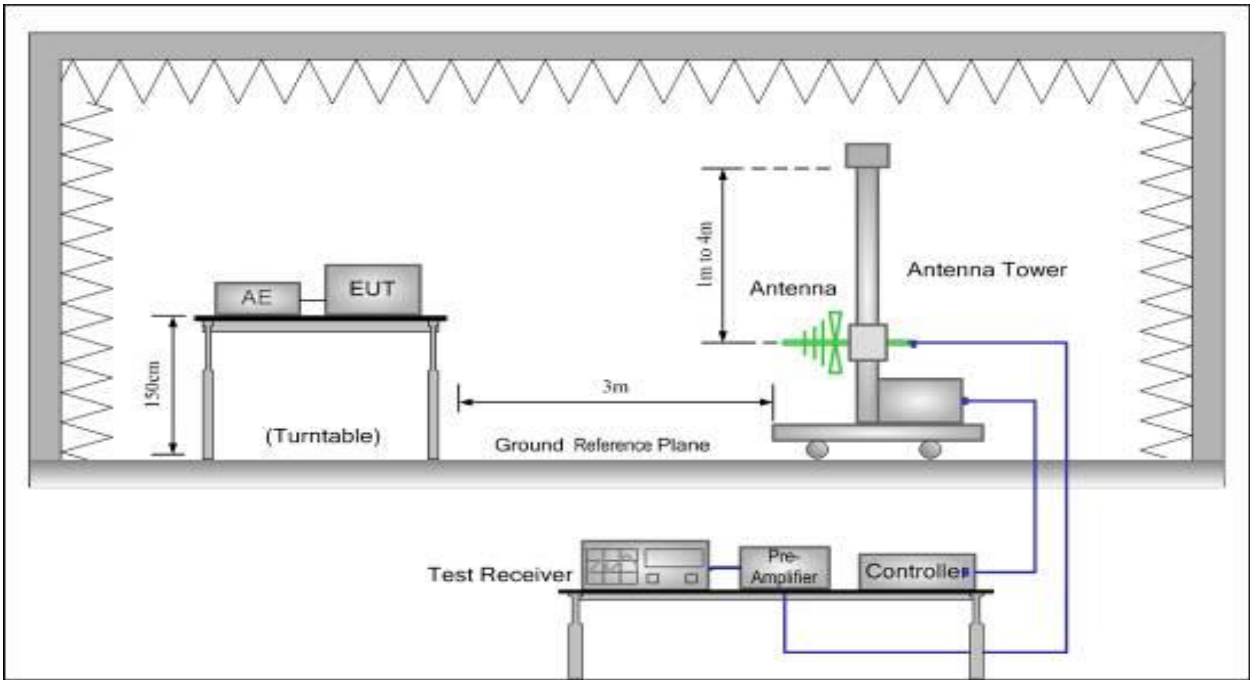 1m to 4m
Antenna Tower
Antenna
AE
EUT
150cm
3m
(Turntable)
Ground Reference Plane
Test Receiver
Pre-
Amplifier
Controller